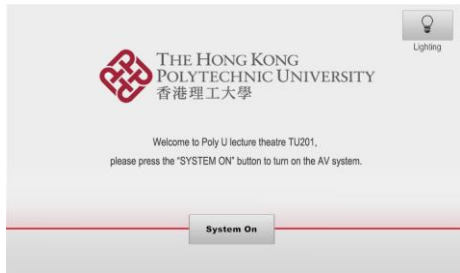 Lighting
THE HONG KONG
POLYTECHNIC UNIVERSITY
香港理工大學
Welcome to Poly U lecture theatre TU201,
please press the "SYSTEM ON" button to turn on the AV system.
System On